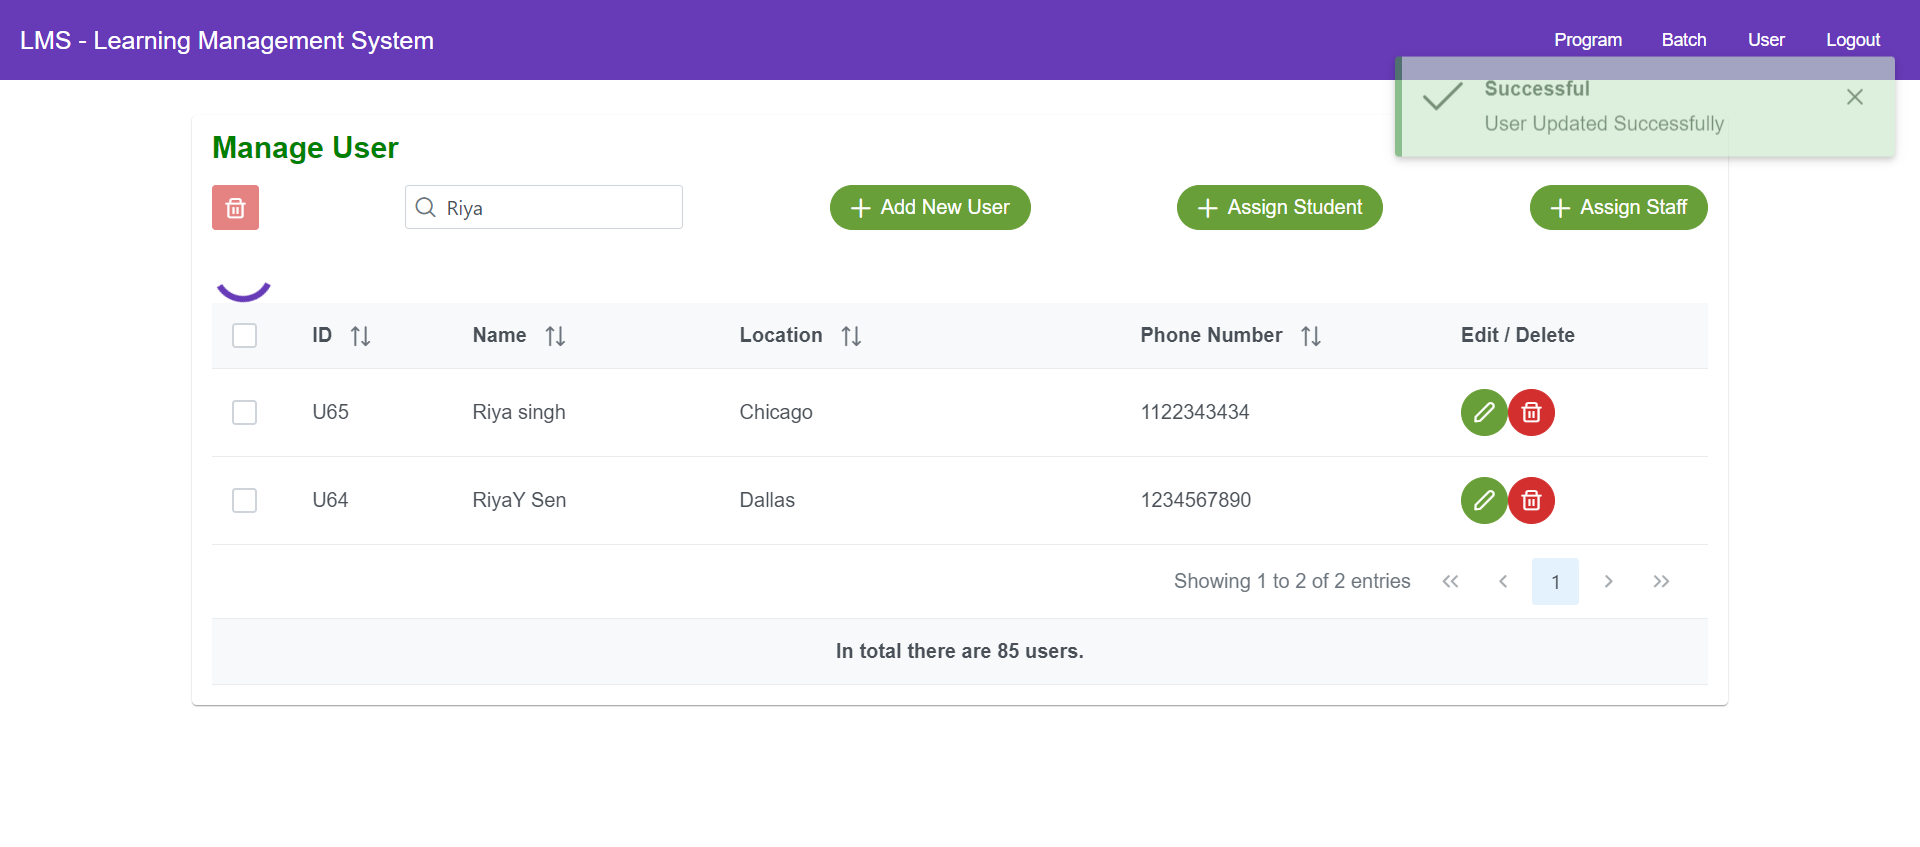 LMS - Learning Management System
Program Batch User Logout
Successful
User Updated Successfully
Manage User
Riya
Add New User
Assign Student
Assign Staff
ID Name Location Phone Number Edit / Delete
U65 Riya singh Chicago 1122343434
U64 RiyaY Sen Dallas 1234567890
Showing 1 to 2 of 2 entries 1
In total there are 85 users.